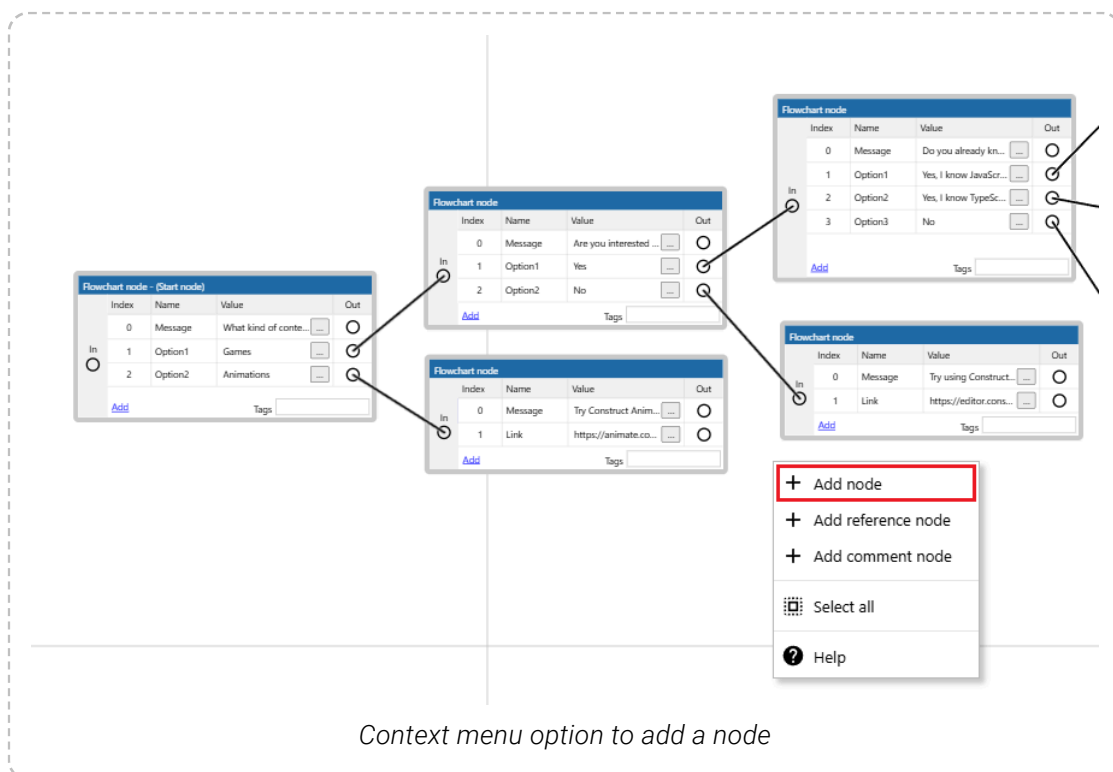 Flowchart node - (Start node)
Index Name Value Out
0 Message What kind of conte... ...
In
1 Option1 Games ...
2 Option2 Animations ...
Add Tags
Flowchart node
Index Name Value Out
0 Message Are you interested ... ...
In
1 Option1 Yes ...
2 Option2 No ...
Add Tags
Flowchart node
Index Name Value Out
0 Message Try Construct Anim... ...
In
1 Link https://animate.co... ...
Add Tags
Flowchart node
Index Name Value Out
0 Message Do you already kn... ...
1 Option1 Yes, I know JavaScr... ...
In
2 Option2 Yes, I know TypeSc... ...
3 Option3 No ...
Add Tags
Flowchart node
Index Name Value Out
0 Message Try using Construct... ...
In
1 Link https://editor.cons... ...
Add Tags
+ Add node
+ Add reference node
+ Add comment node
Select all
? Help
Context menu option to add a node